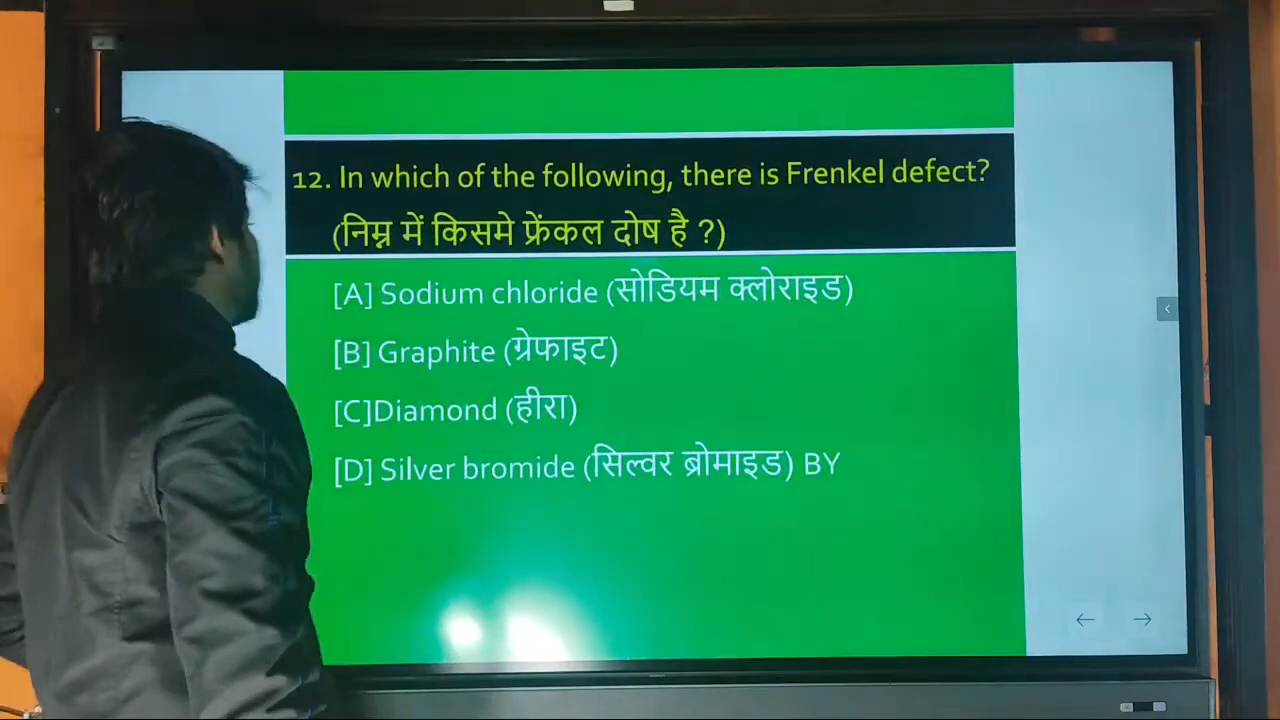 12. In which of the following, there is Frenkel defect?
(निम्न में किसमे फ्रेंकल दोष है ?)
[A] Sodium chloride (सोडियम क्लोराइड)
[B] Graphite (ग्रेफाइट)
[C]Diamond (हीरा)
[D] Silver bromide (सिल्वर ब्रोमाइड) BY